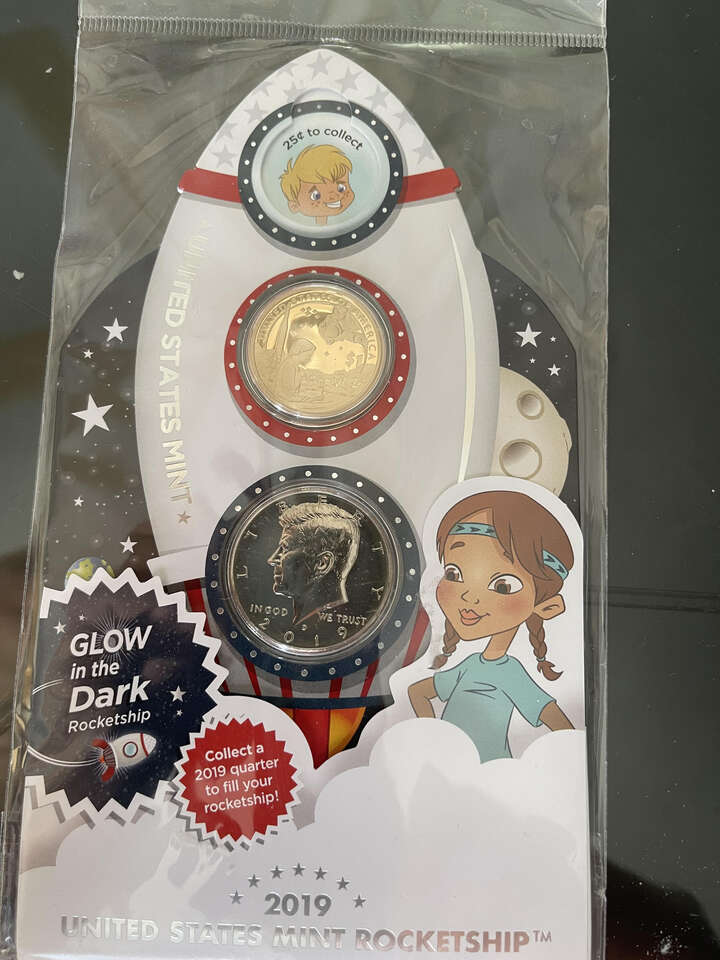 25¢ to collect
UNITED STATES OF AMERICA
$1
★ UNITED STATES MINT ★
LIBERTY
IN GOD WE TRUST
2019
GLOW
in the
Dark
Rocketship
Collect a
2019 quarter
to fill your
rocketship!
2019
UNITED STATES MINT ROCKETSHIP™